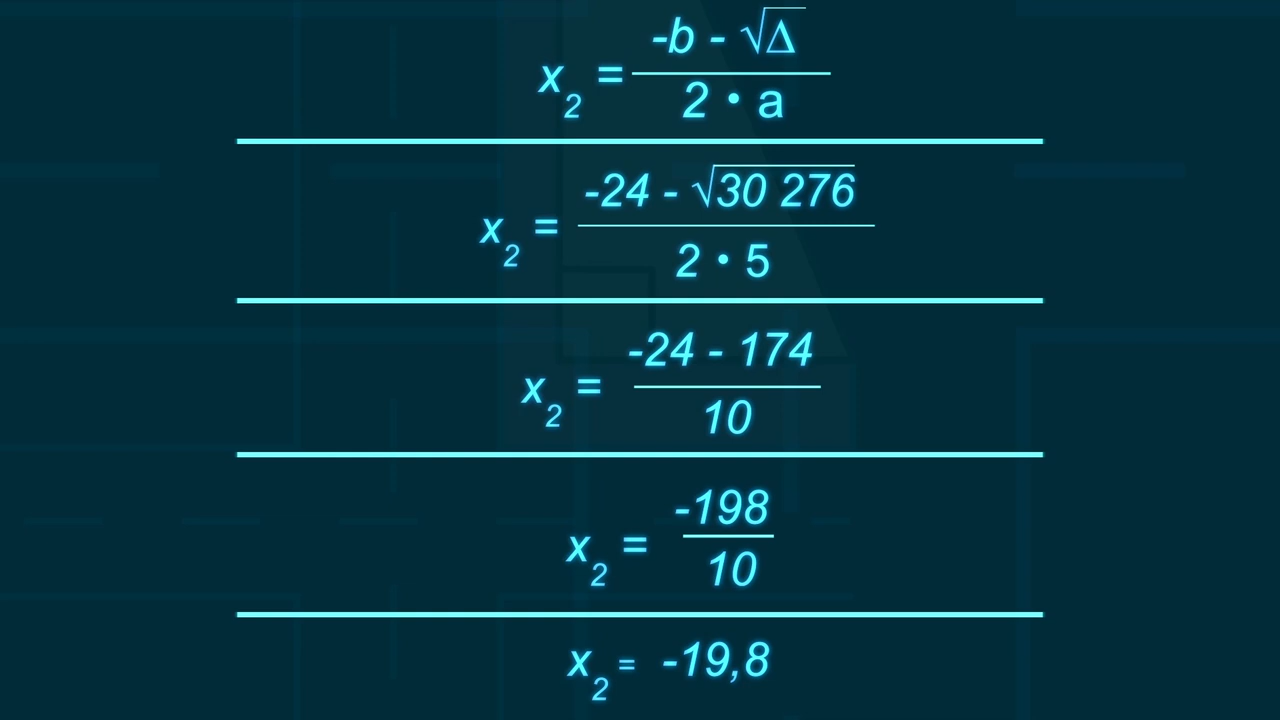 x₂ = (-b - √Δ) / (2 • a)
x₂ = (-24 - √30 276) / (2 • 5)
x₂ = (-24 - 174) / 10
x₂ = -198 / 10
x₂ = -19,8